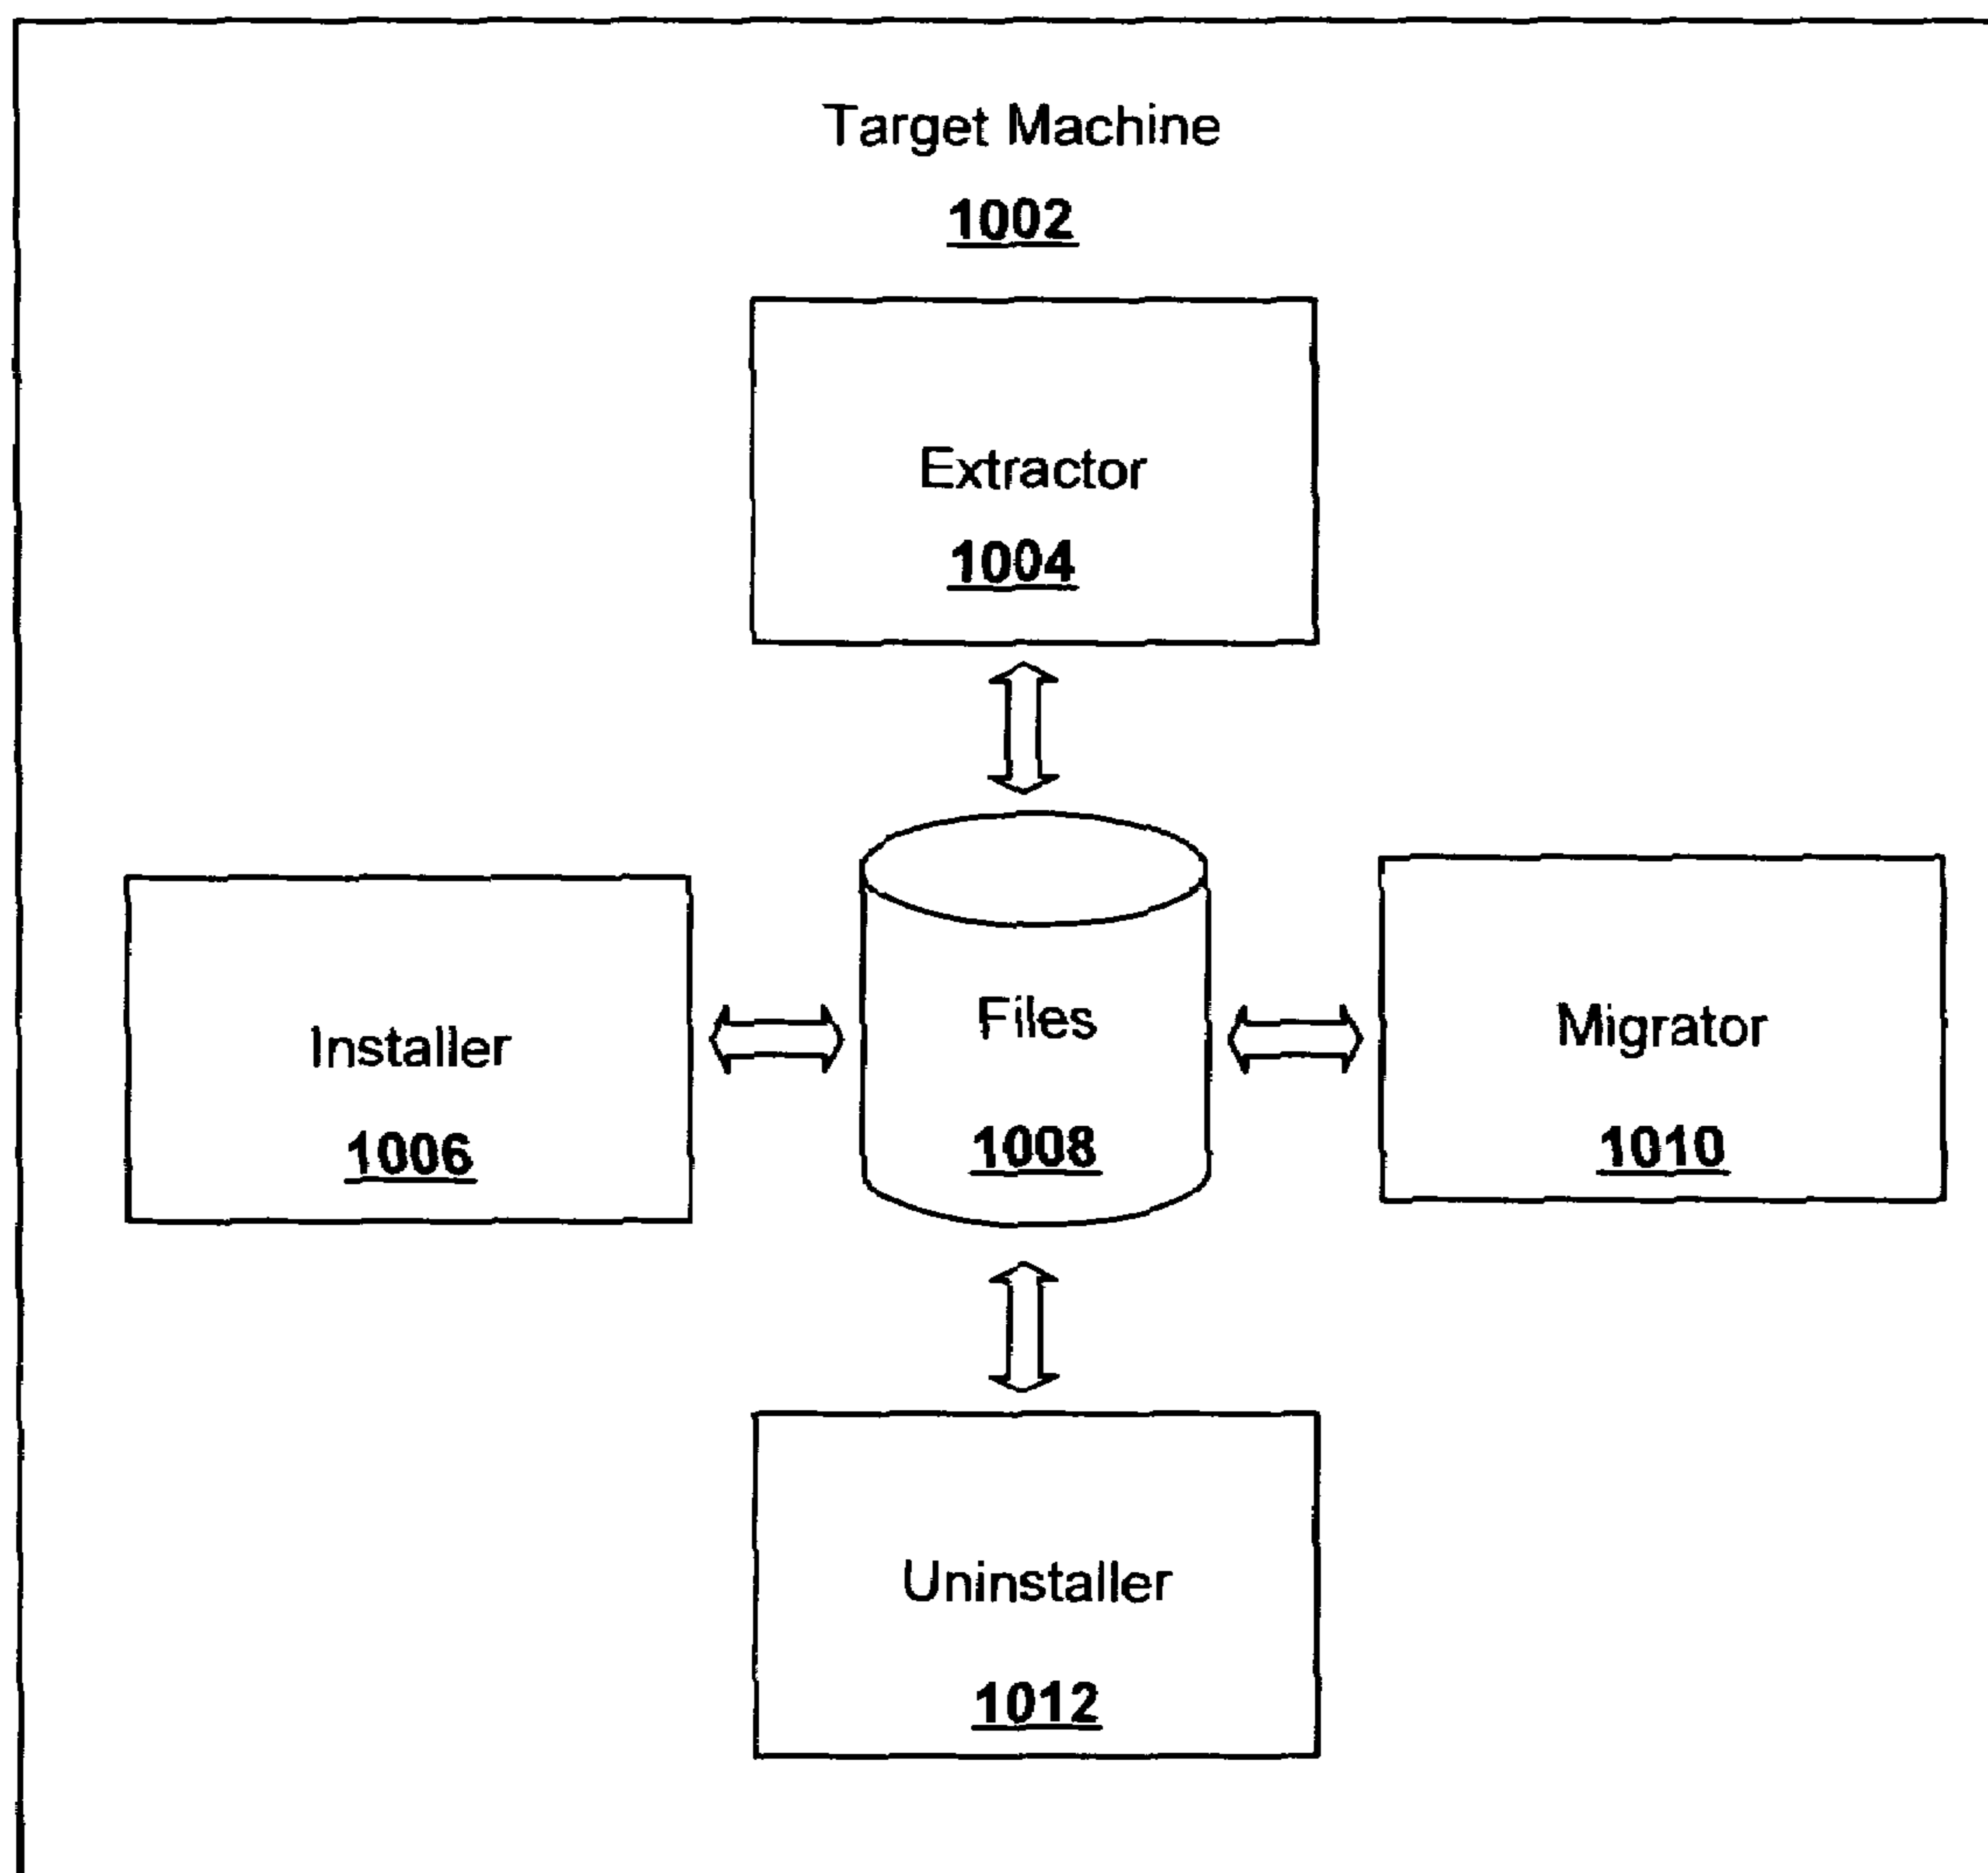 Target Machine
1002
Extractor
1004
Installer
1006
Files
1008
Migrator
1010
Uninstaller
1012